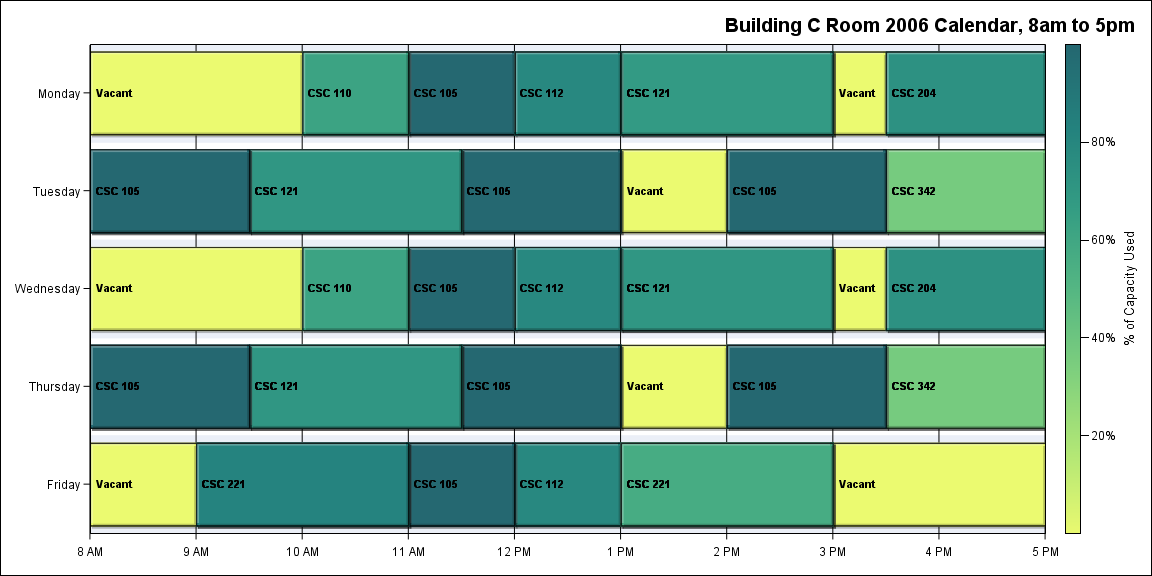 Building C Room 2006 Calendar, 8am to 5pm
Monday Vacant CSC 110 CSC 105 CSC 112 CSC 121 Vacant CSC 204
80%
Tuesday CSC 105 CSC 121 CSC 105 Vacant CSC 105 CSC 342
60%
% of Capacity Used
Wednesday Vacant CSC 110 CSC 105 CSC 112 CSC 121 Vacant CSC 204
40%
Thursday CSC 105 CSC 121 CSC 105 Vacant CSC 105 CSC 342
20%
Friday Vacant CSC 221 CSC 105 CSC 112 CSC 221 Vacant
8 AM 9 AM 10 AM 11 AM 12 PM 1 PM 2 PM 3 PM 4 PM 5 PM